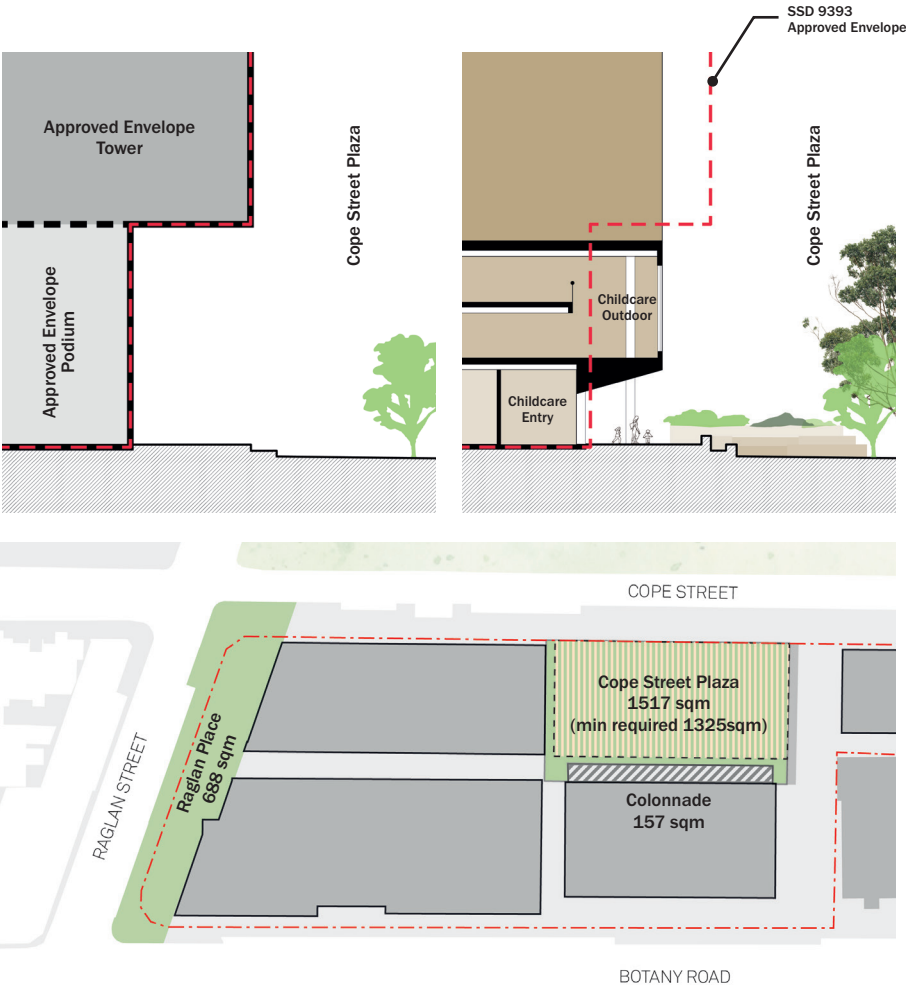 SSD 9393
Approved Envelope
Approved Envelope
Tower
Cope Street Plaza
Approved Envelope
Podium
Cope Street Plaza
Childcare
Outdoor
Childcare
Entry
COPE STREET
Cope Street Plaza
1517 sqm
(min required 1325sqm)
Raglan Place
688 sqm
RAGLAN STREET
Colonnade
157 sqm
BOTANY ROAD